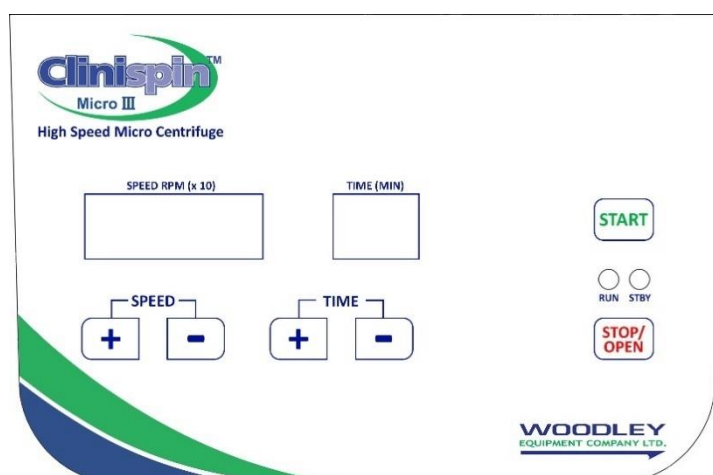 Clinispin™
Micro III
High Speed Micro Centrifuge
SPEED RPM (x 10)
TIME (MIN)
START
RUN STBY
SPEED
TIME
+ - + -
STOP/
OPEN
WOODLEY
EQUIPMENT COMPANY LTD.